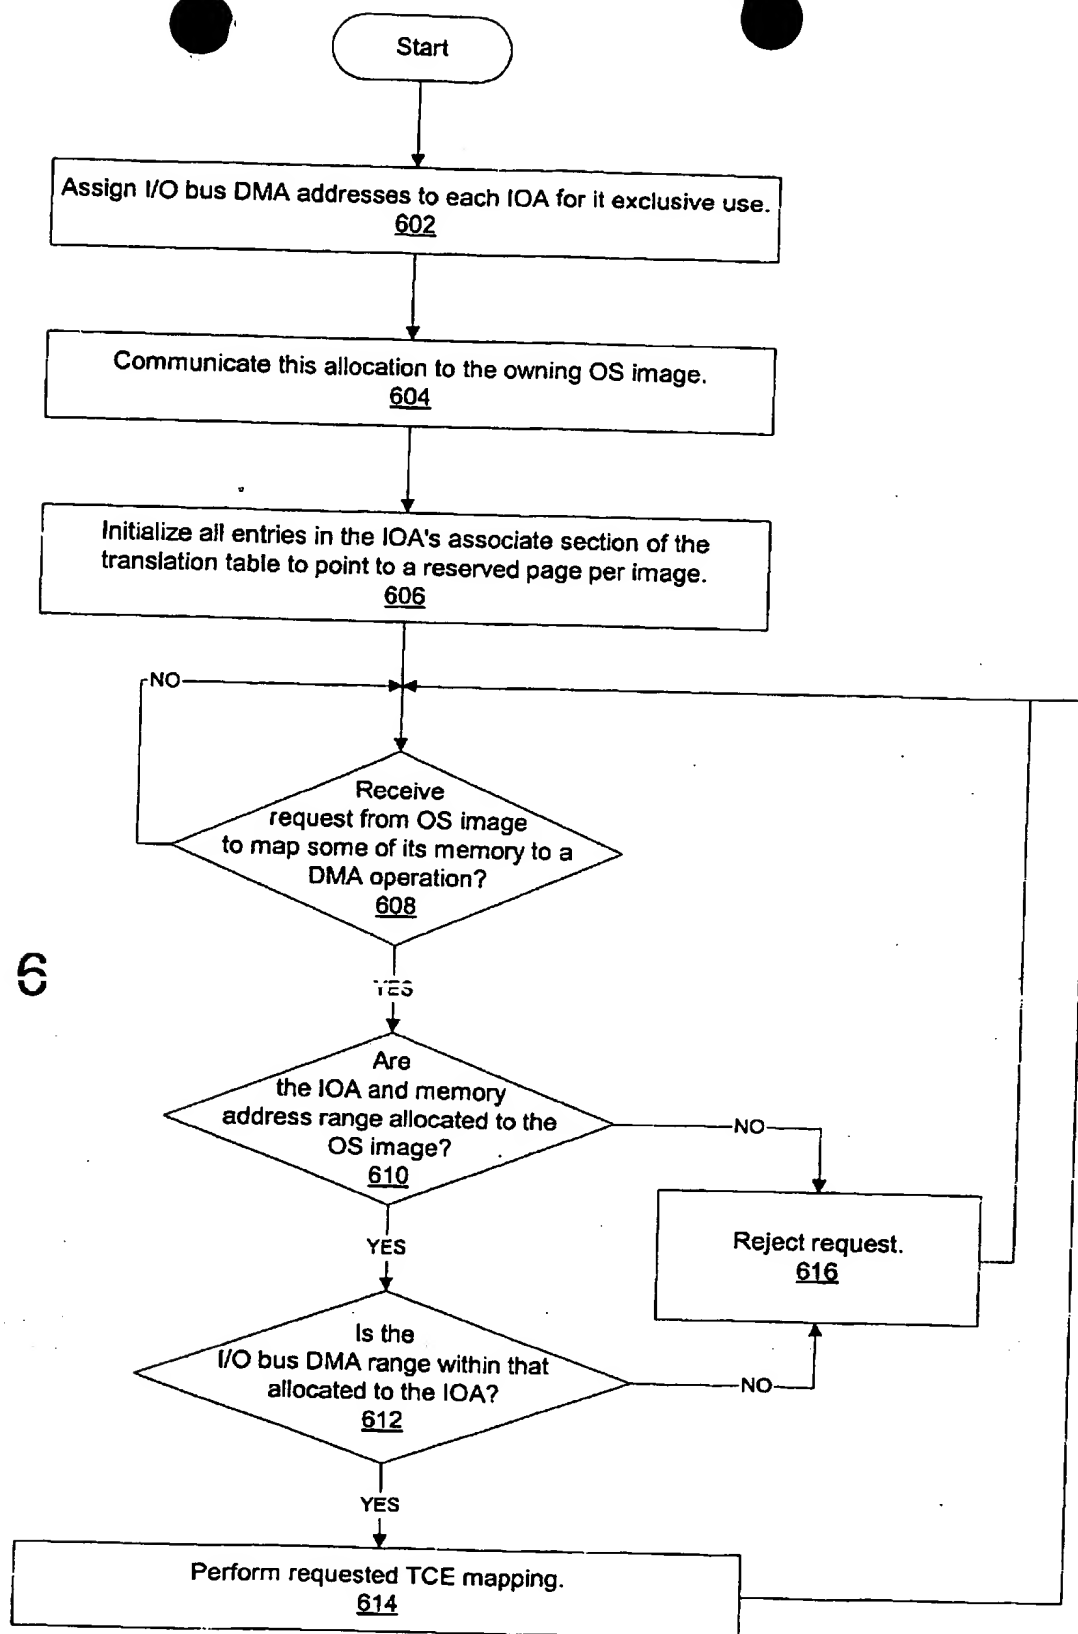 Start
Assign I/O bus DMA addresses to each IOA for it exclusive use.
602
Communicate this allocation to the owning OS image.
604
Initialize all entries in the IOA's associate section of the
translation table to point to a reserved page per image.
606
NO
Receive
request from OS image
to map some of its memory to a
DMA operation?
608
6
YES
Are
the IOA and memory
address range allocated to the
OS image?
610
NO
YES
Reject request.
616
Is the
I/O bus DMA range within that
allocated to the IOA?
612
NO
YES
Perform requested TCE mapping.
614